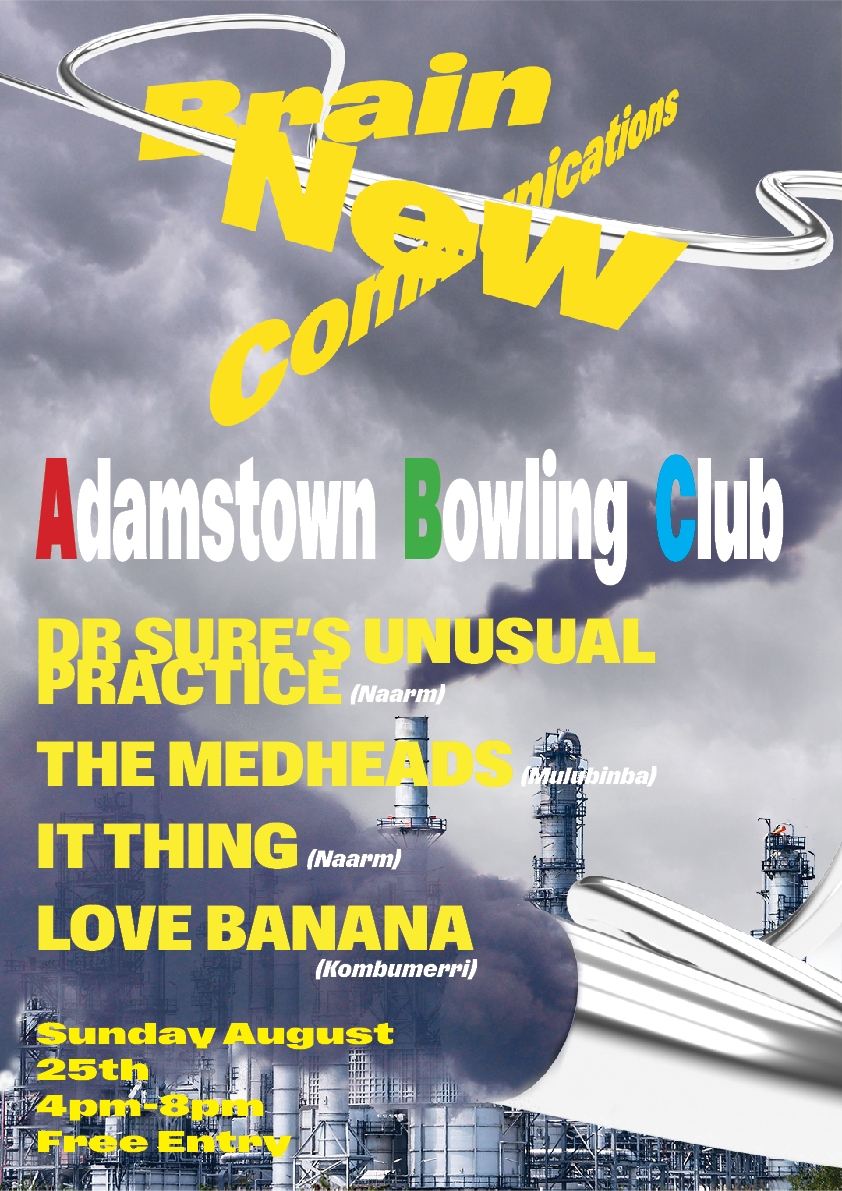 Brain
New
Communications
Adamstown Bowling Club
DR SURE'S UNUSUAL
PRACTICE (Naarm)
THE MEDHEADS (Mulubinba)
IT THING (Naarm)
LOVE BANANA
(Kombumerri)
Sunday August
25th
4pm-8pm
Free Entry